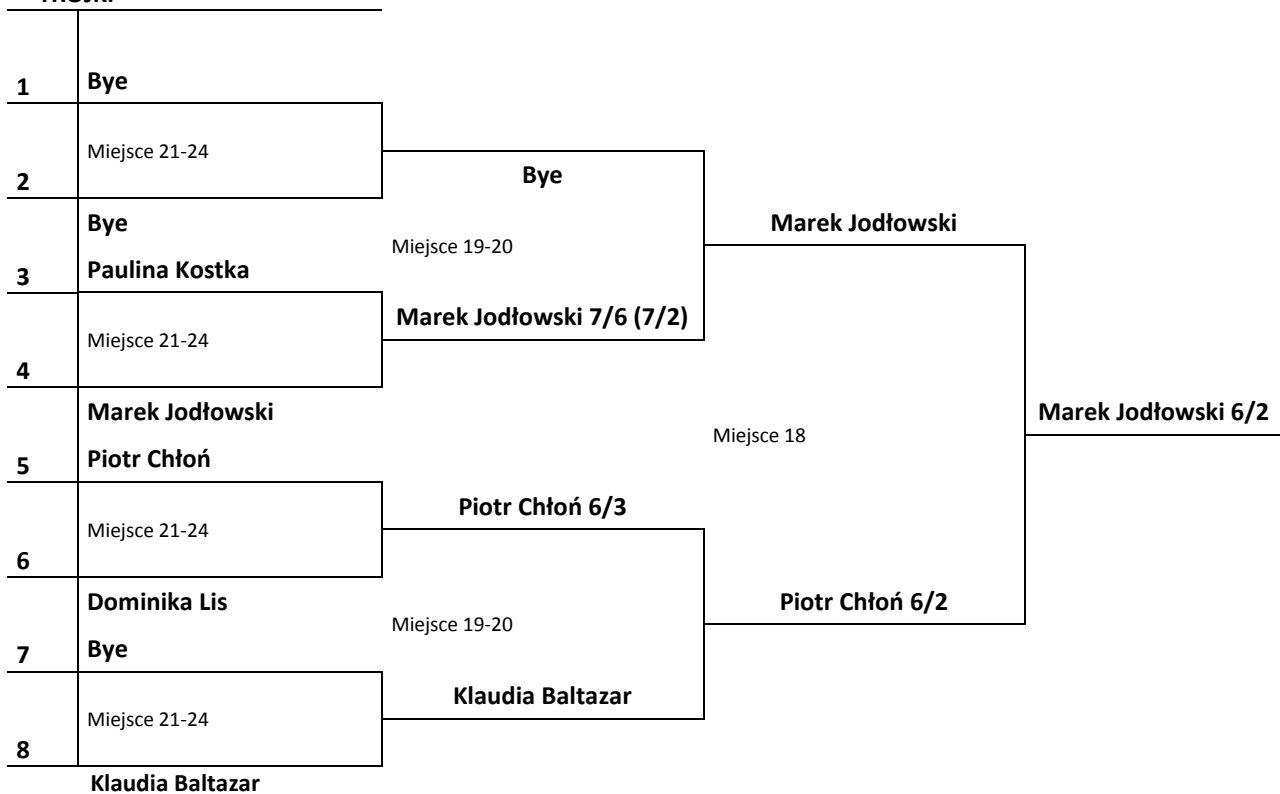 1 Bye
Miejsce 21-24
2 Bye
Bye
Marek Jodłowski
Miejsce 19-20
3 Paulina Kostka
Marek Jodłowski 7/6 (7/2)
Miejsce 21-24
4
Marek Jodłowski
Marek Jodłowski 6/2
Miejsce 18
5 Piotr Chłoń
Piotr Chłoń 6/3
Miejsce 21-24
6
Dominika Lis
Piotr Chłoń 6/2
Miejsce 19-20
7 Bye
Klaudia Baltazar
Miejsce 21-24
8
Klaudia Baltazar